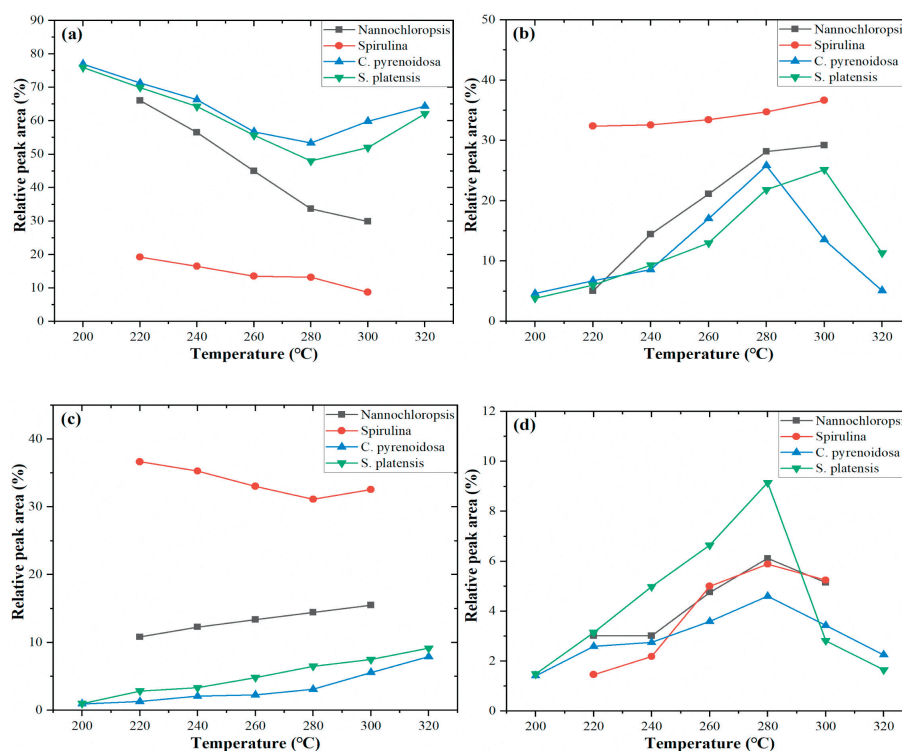 (a)
Nannochloropsis
Spirulina
C. pyrenoidosa
S. platensis
Relative peak area (%)
90
80
70
60
50
40
30
20
10
0
200 220 240 260 280 300 320
Temperature (°C)
(b)
Nannochloropsis
Spirulina
C. pyrenoidosa
S. platensis
Relative peak area (%)
50
40
30
20
10
0
200 220 240 260 280 300 320
Temperature (°C)
(c)
Nannochloropsis
Spirulina
C. pyrenoidosa
S. platensis
Relative peak area (%)
40
30
20
10
0
200 220 240 260 280 300 320
Temperature (°C)
(d)
Nannochloropsis
Spirulina
C. pyrenoidosa
S. platensis
Relative peak area (%)
12
10
8
6
4
2
0
200 220 240 260 280 300 320
Temperature (°C)